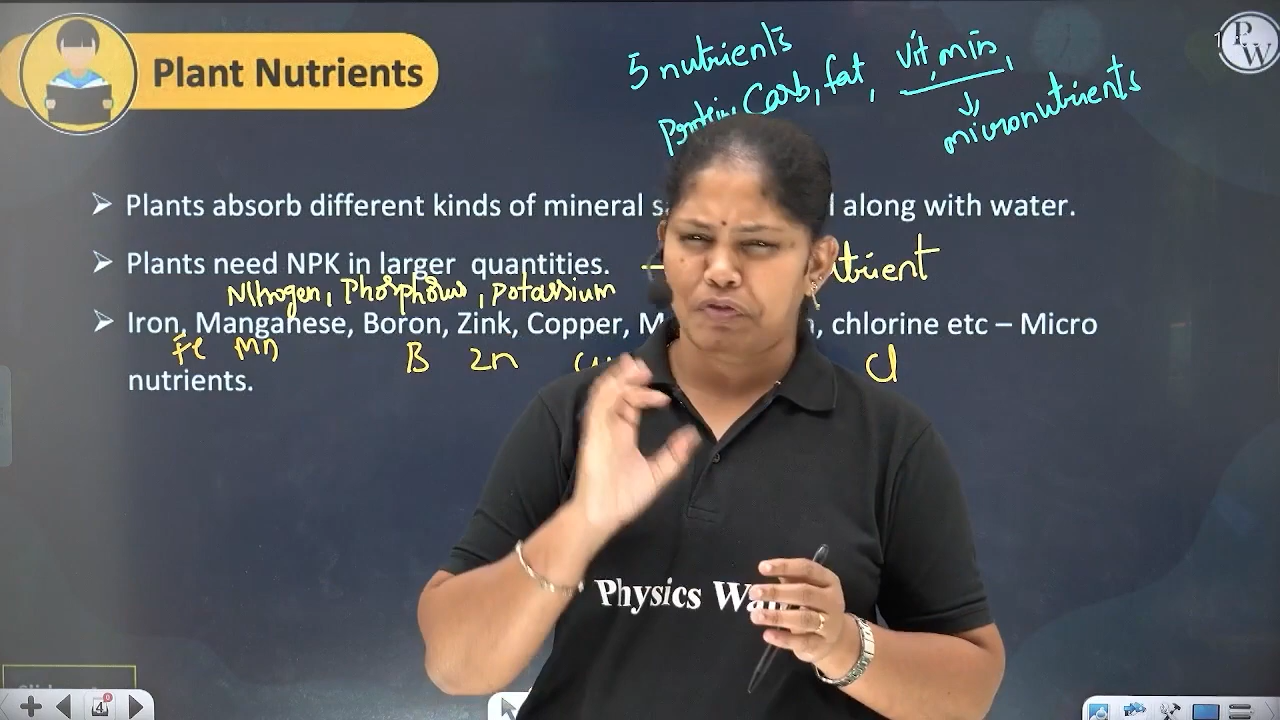 Plant Nutrients
5 nutrients
Protein, Carb, fat, Vit, min,
micronutrients
PW
➤ Plants absorb different kinds of mineral along with water.
➤ Plants need NPK in larger quantities.
Nitrogen, Phosphorus, Potassium
➤ Iron, Manganese, Boron, Zink, Copper, chlorine etc – Micro
Fe Mn B Zn Cl
nutrients.
Physics
4